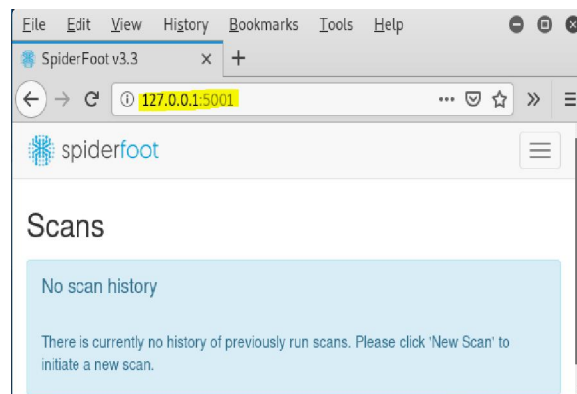 File Edit View History Bookmarks Tools Help
SpiderFoot v3.3
127.0.0.1:5001
spiderfoot
Scans
No scan history
There is currently no history of previously run scans. Please click 'New Scan' to
initiate a new scan.